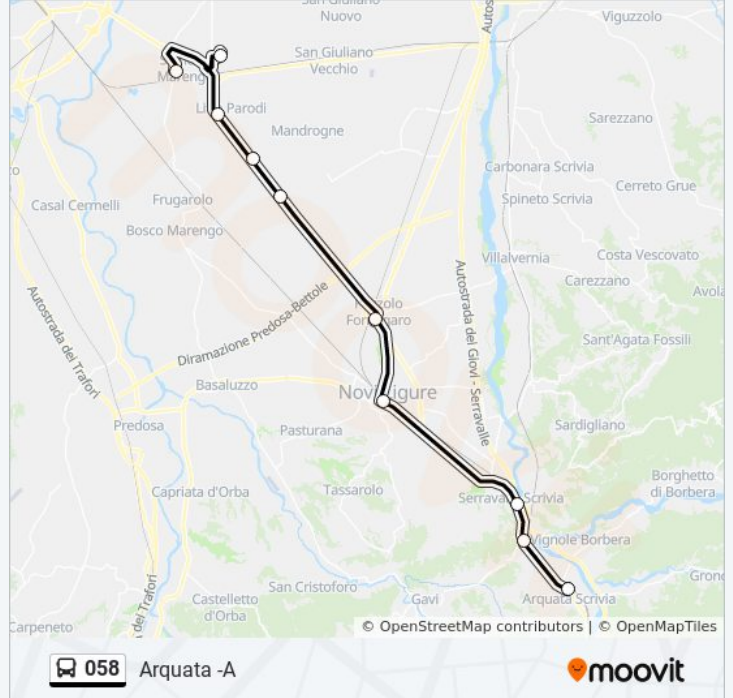 San Giuliano
Nuovo
Viguzzolo
Autos
San Giuliano
Vecchio
Marengo
Li
Parodi
Mandrogne
Sarezzano
Carbonara Scrivia
Cerreto Grue
Spineto Scrivia
to
Casal Cermelli
Frugarolo
Bosco Marengo
Villalvernia
Costa Vescovato
Carezzano
Avola
Autostrada dei Trafori
Diramazione Predosa-Bettole
Autostrada dei Giovi - Serravalle
Pozzolo
Formigaro
Sant'Agata Fossili
Basaluzzo
Novi Ligure
Predosa
Pasturana
Sardigliano
Tassarolo
Capriata d'Orba
Serravalle Scrivia
Borghetto
di Borbera
Vignole Borbera
dei Trafori
San Cristoforo
Castelletto
d'Orba
Gavi
Arquata Scrivia
Grond
Carpeneto
© OpenStreetMap contributors | © OpenMapTiles
058 Arquata -A
moovit